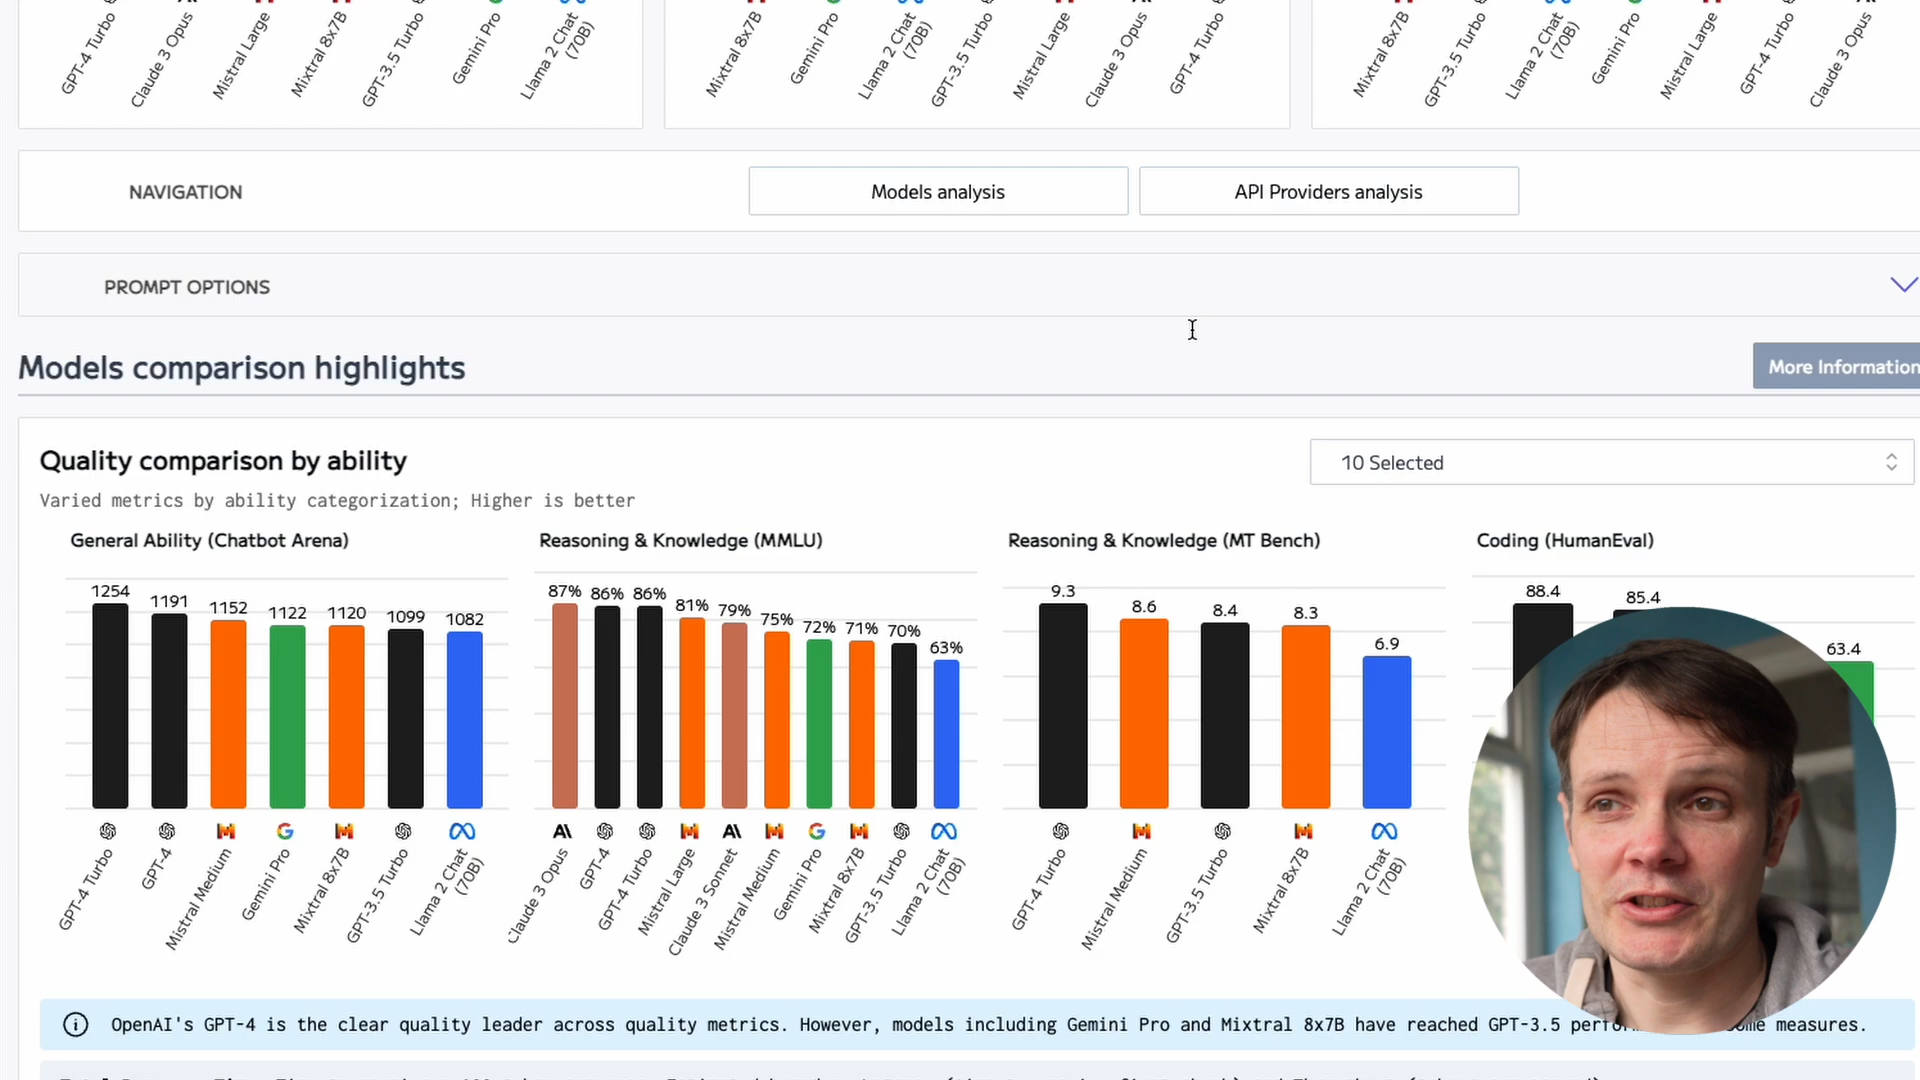 GPT-4 Turbo
Claude 3 Opus
Mistral Large
Mixtral 8x7B
GPT-3.5 Turbo
Gemini Pro
Llama 2 Chat
(70B)
Mixtral 8x7B
Gemini Pro
Llama 2 Chat
(70B)
GPT-3.5 Turbo
Mistral Large
Claude 3 Opus
GPT-4 Turbo
Mixtral 8x7B
GPT-3.5 Turbo
Llama 2 Chat
(70B)
Gemini Pro
Mistral Large
GPT-4 Turbo
Claude 3 Opus
NAVIGATION
Models analysis
API Providers analysis
PROMPT OPTIONS
Models comparison highlights
More Information
Quality comparison by ability
10 Selected
Varied metrics by ability categorization; Higher is better
General Ability (Chatbot Arena)
1254
1191
1152
1122
1120
1099
1082
GPT-4 Turbo
GPT-4
Mistral Medium
Gemini Pro
Mixtral 8x7B
GPT-3.5 Turbo
Llama 2 Chat
(70B)
Reasoning & Knowledge (MMLU)
87%
86%
86%
81%
79%
75%
72%
71%
70%
63%
Claude 3 Opus
GPT-4
GPT-4 Turbo
Mistral Large
Claude 3 Sonnet
Mistral Medium
Gemini Pro
Mixtral 8x7B
GPT-3.5 Turbo
Llama 2 Chat
(70B)
Reasoning & Knowledge (MT Bench)
9.3
8.6
8.4
8.3
6.9
GPT-4 Turbo
Mistral Medium
GPT-3.5 Turbo
Mixtral 8x7B
Llama 2 Chat
(70B)
Coding (HumanEval)
88.4
85.4
63.4
OpenAI's GPT-4 is the clear quality leader across quality metrics. However, models including Gemini Pro and Mixtral 8x7B have reached GPT-3.5 measures.